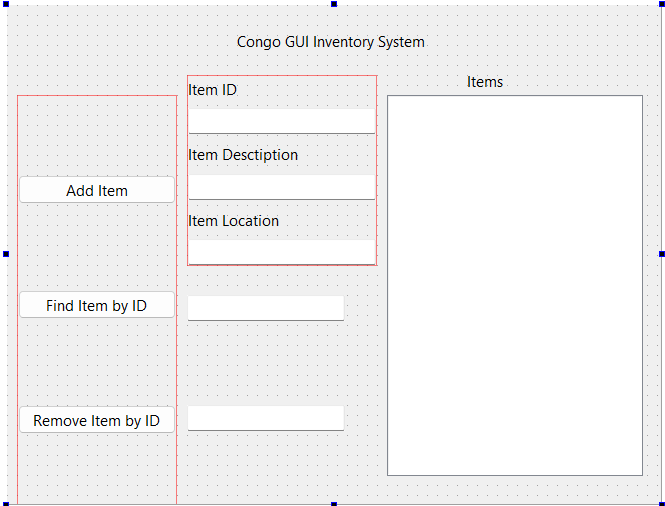 Congo GUI Inventory System
Item ID
Items
Item Desctiption
Add Item
Item Location
Find Item by ID
Remove Item by ID